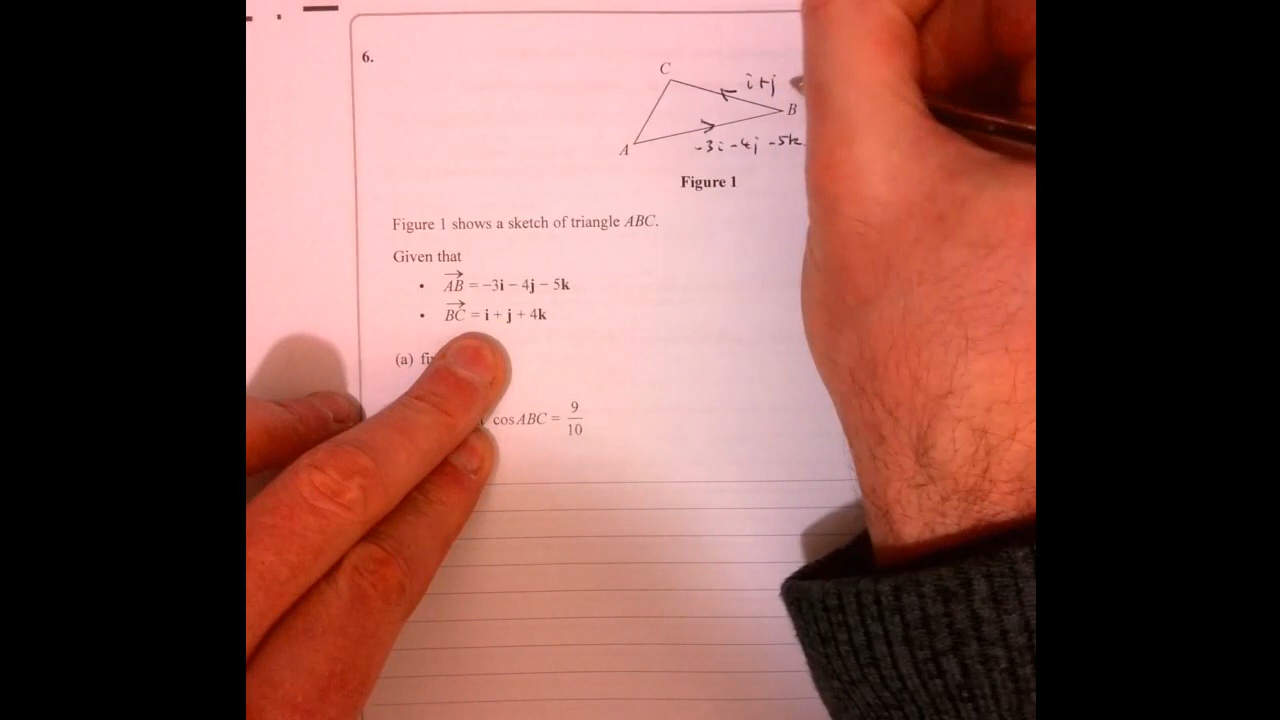 6.
C
i+j
B
A
-3i-4j-5k
Figure 1
Figure 1 shows a sketch of triangle ABC.
Given that
• AB = −3i − 4j − 5k
• BC = i + j + 4k
(a)
cos ABC = 9/10